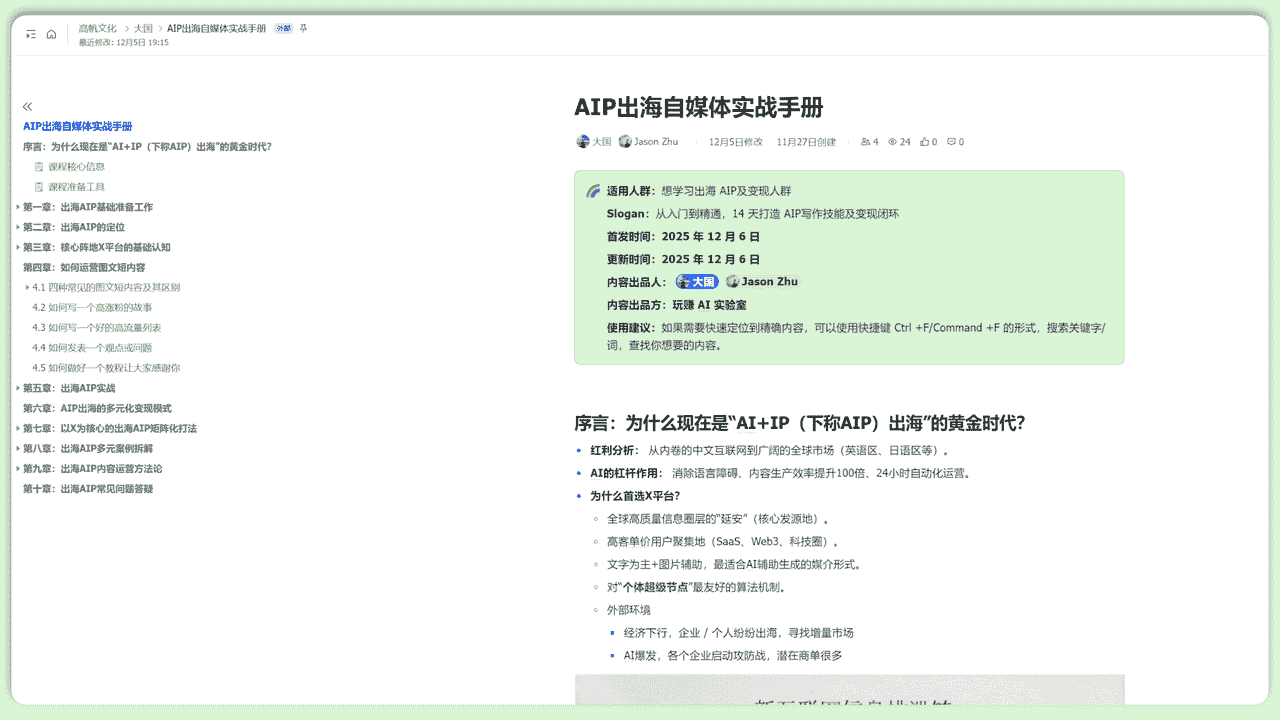 高帆文化 > 大国 > AIP出海自媒体实战手册 外部
最近修改: 12月5日 19:15
AIP出海自媒体实战手册
序言：为什么现在是“AI+IP（下称AIP）出海”的黄金时代？
课程核心信息
课程准备工具
第一章：出海AIP基础准备工作
第二章：出海AIP的定位
第三章：核心阵地X平台的基础认知
第四章：如何运营图文短内容
4.1 四种常见的图文短内容及其区别
4.2 如何写一个高涨粉的故事
4.3 如何写一个好的高流量列表
4.4 如何发表一个观点或问题
4.5 如何做好一个教程让大家感谢你
第五章：出海AIP实战
第六章：AIP出海的多元化变现模式
第七章：以X为核心的出海AIP矩阵化打法
第八章：出海AIP多元案例拆解
第九章：出海AIP内容运营方法论
第十章：出海AIP常见问题答疑
AIP出海自媒体实战手册
大国 Jason Zhu 12月5日修改 11月27日创建 4 24 0 0
适用人群：想学习出海 AIP及变现人群
Slogan：从入门到精通，14 天打造 AIP写作技能及变现闭环
首发时间：2025 年 12 月 6 日
更新时间：2025 年 12 月 6 日
内容出品人： 大国 Jason Zhu
内容出品方：玩赚 AI 实验室
使用建议：如果需要快速定位到精确内容，可以使用快捷键 Ctrl +F/Command +F 的形式，搜索关键字/
词，查找你想要的内容。
序言：为什么现在是“AI+IP（下称AIP）出海”的黄金时代？
红利分析： 从内卷的中文互联网到广阔的全球市场（英语区、日语区等）。
AI的杠杆作用： 消除语言障碍、内容生产效率提升100倍、24小时自动化运营。
为什么首选X平台？
全球高质量信息圈层的“延安”（核心发源地）。
高客单价用户聚集地（SaaS、Web3、科技圈）。
文字为主+图片辅助，最适合AI辅助生成的媒介形式。
对“个体超级节点”最友好的算法机制。
外部环境
经济下行，企业 / 个人纷纷出海，寻找增量市场
AI爆发，各个企业启动攻防战，潜在商单很多